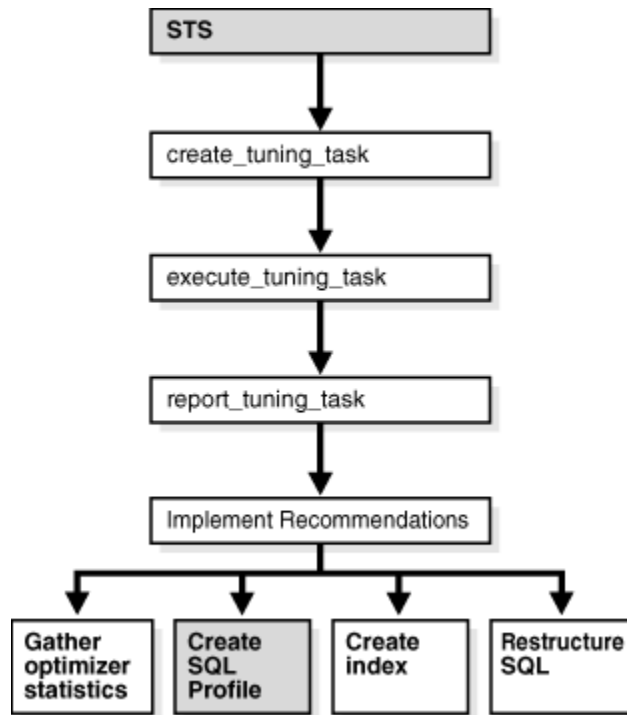 STS
create_tuning_task
execute_tuning_task
report_tuning_task
Implement Recommendations
Gather
optimizer
statistics
Create
SQL
Profile
Create
index
Restructure
SQL